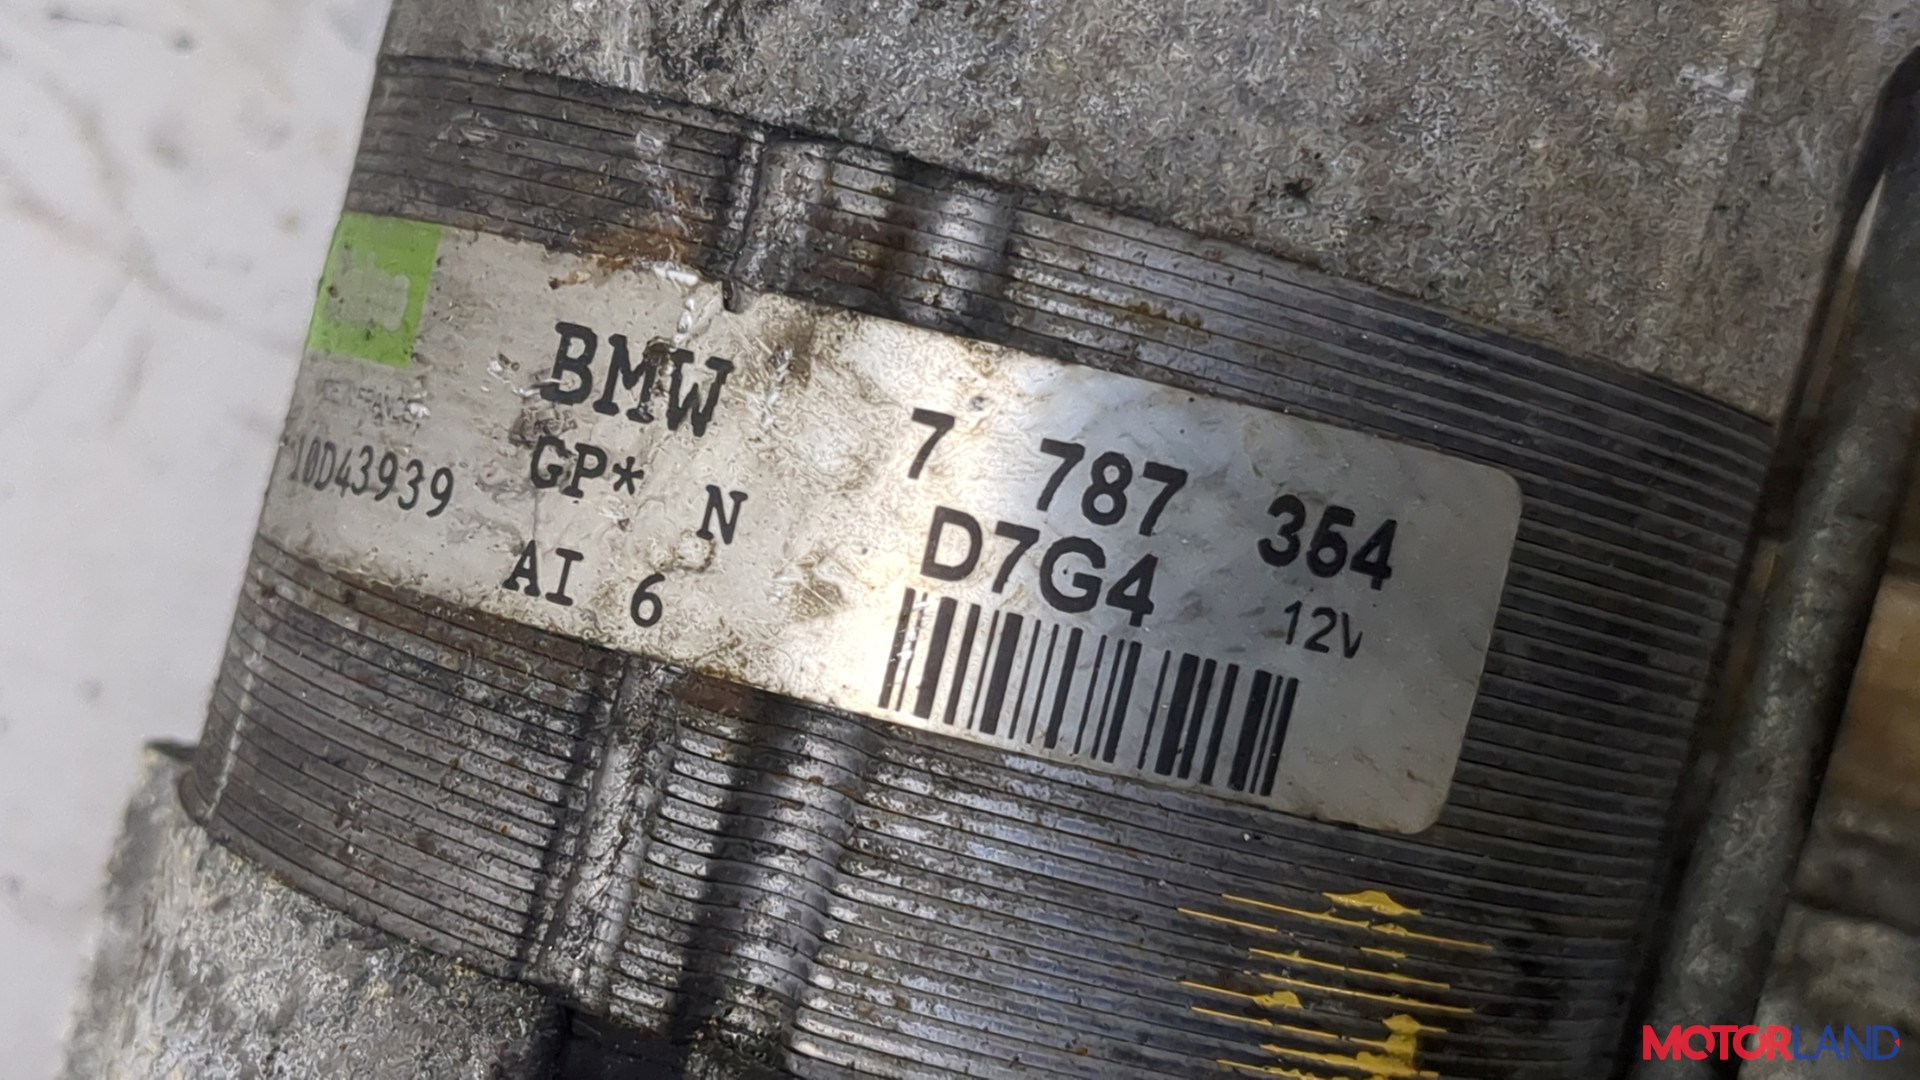 BMW 7 787 354
GP* N D7G4
10D43939
AI 6 12V
MOTORLAND